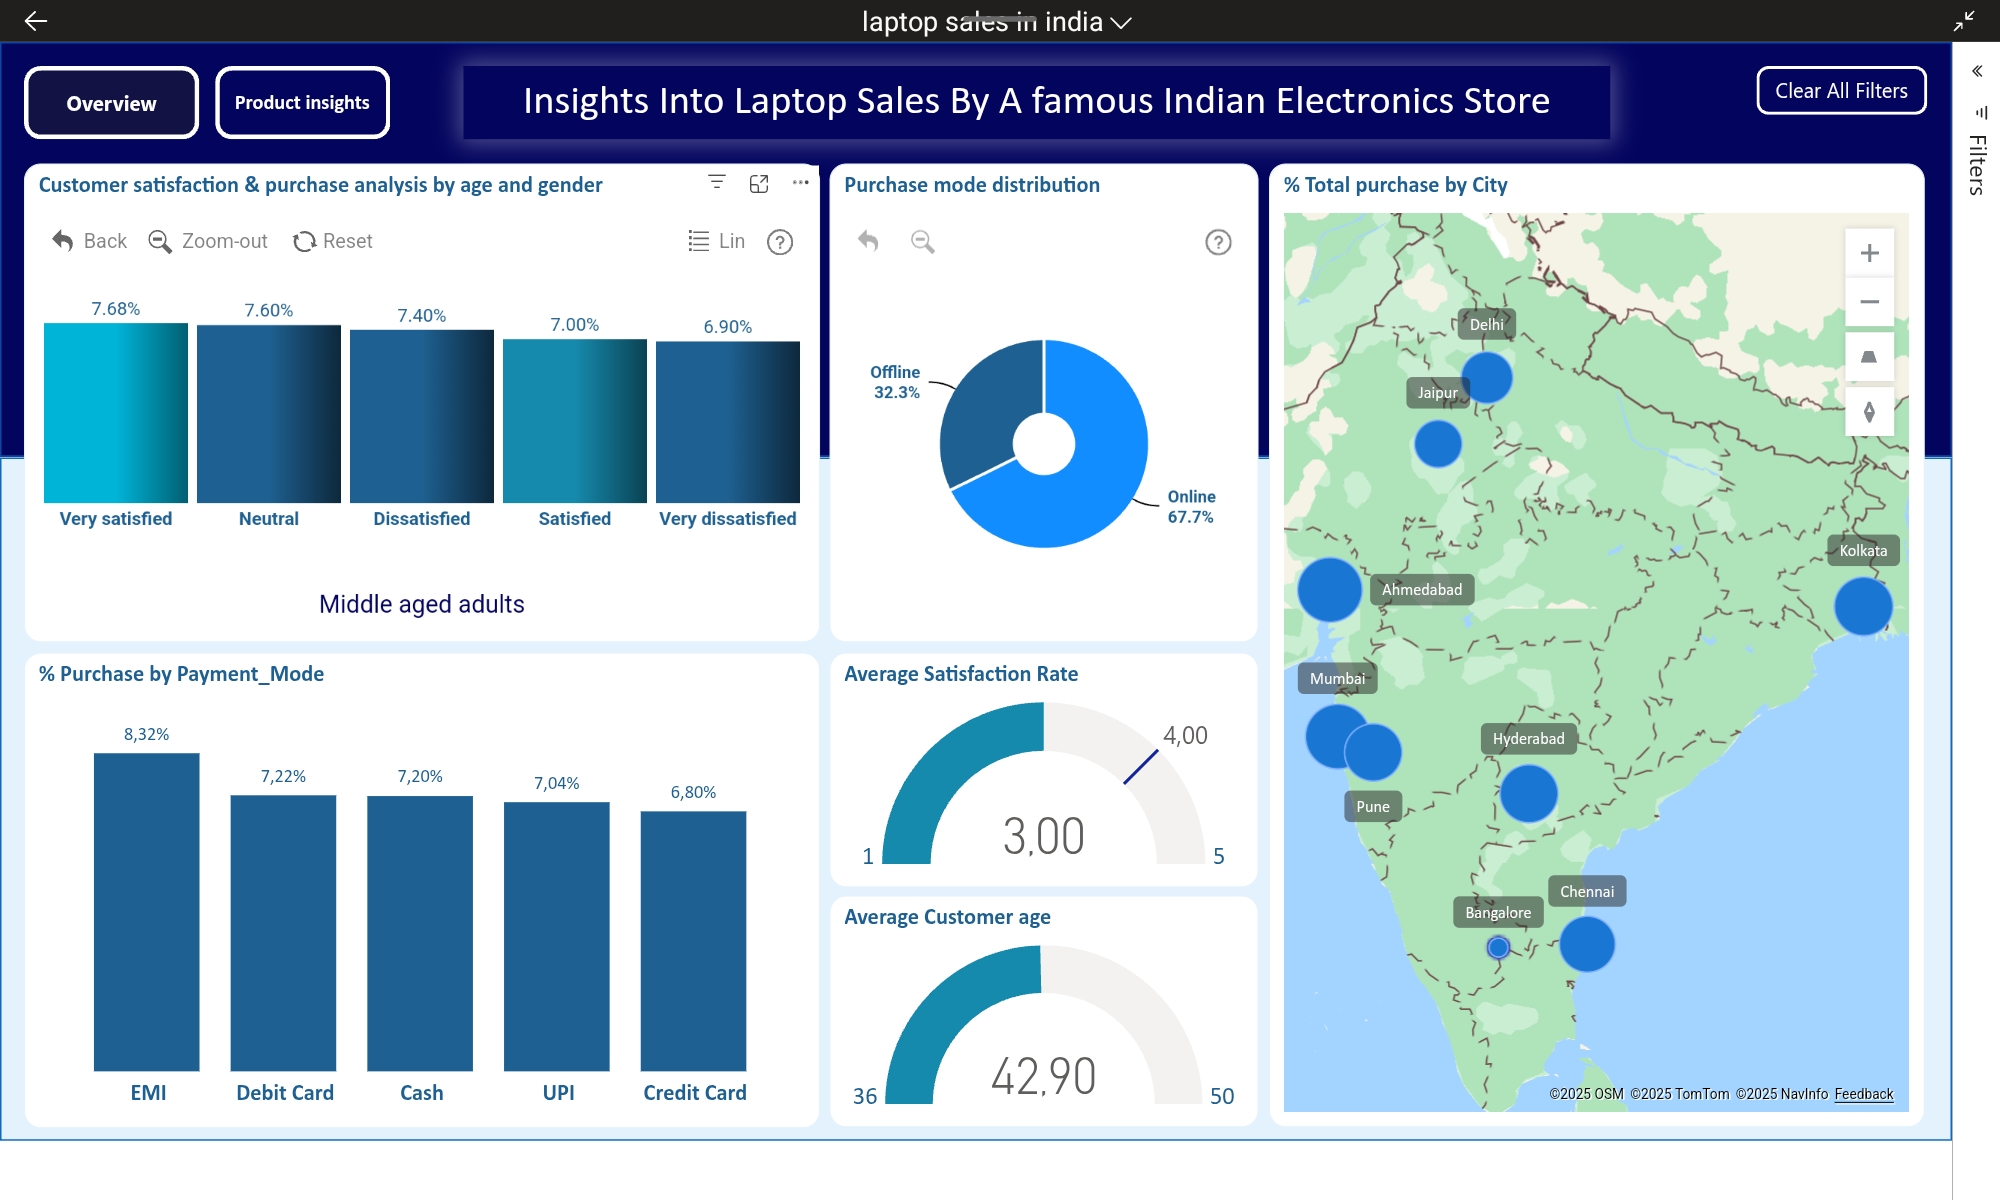 laptop sales in india
Overview
Product insights
Insights Into Laptop Sales By A famous Indian Electronics Store
Clear All Filters
Filters
Customer satisfaction & purchase analysis by age and gender
Back
Zoom-out
Reset
Lin
?
7.68%
7.60%
7.40%
7.00%
6.90%
Very satisfied
Neutral
Dissatisfied
Satisfied
Very dissatisfied
Middle aged adults
Purchase mode distribution
?
Offline
32.3%
Online
67.7%
% Total purchase by City
Delhi
Jaipur
Kolkata
Ahmedabad
Mumbai
Hyderabad
Pune
Chennai
Bangalore
©2025 OSM ©2025 TomTom ©2025 NavInfo Feedback
% Purchase by Payment_Mode
8,32%
7,22%
7,20%
7,04%
6,80%
EMI
Debit Card
Cash
UPI
Credit Card
Average Satisfaction Rate
4,00
3,00
1
5
Average Customer age
42,90
36
50